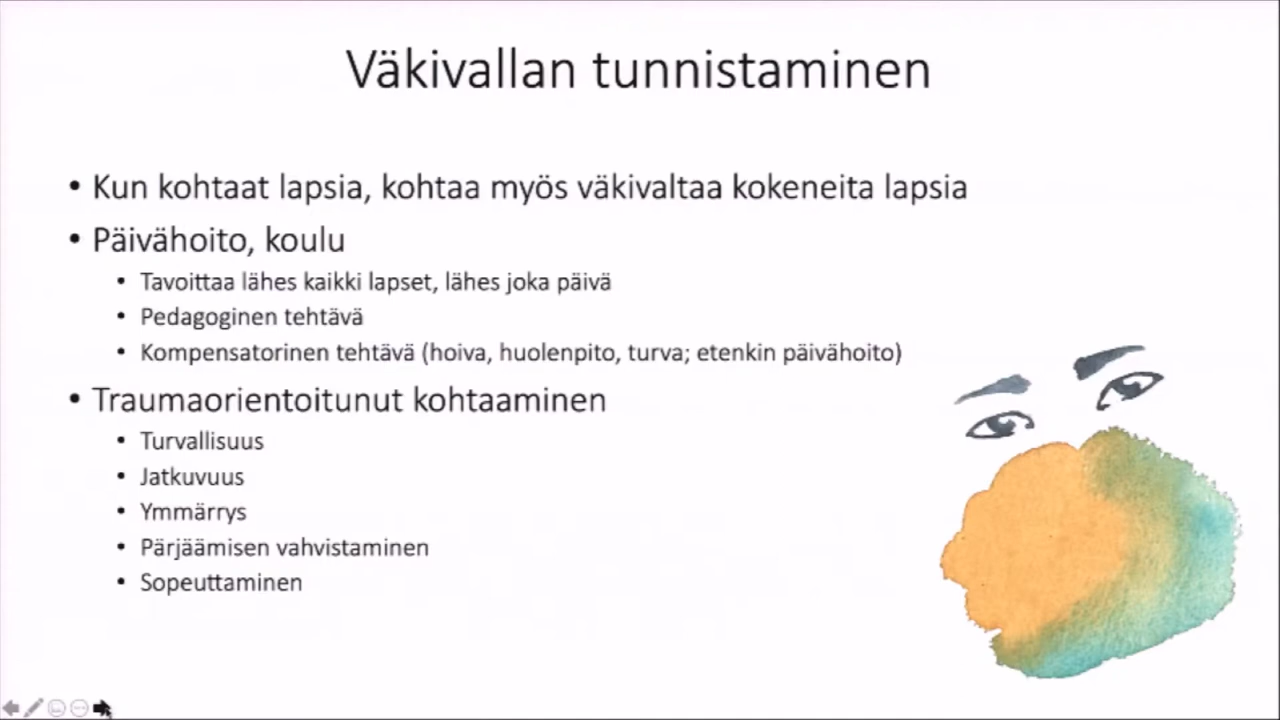 Väkivallan tunnistaminen
• Kun kohtaat lapsia, kohtaa myös väkivaltaa kokeneita lapsia
• Päivähoito, koulu
• Tavoittaa lähes kaikki lapset, lähes joka päivä
• Pedagoginen tehtävä
• Kompensatorinen tehtävä (hoiva, huolenpito, turva; etenkin päivähoito)
• Traumaorientoitunut kohtaaminen
• Turvallisuus
• Jatkuvuus
• Ymmärrys
• Pärjäämisen vahvistaminen
• Sopeuttaminen